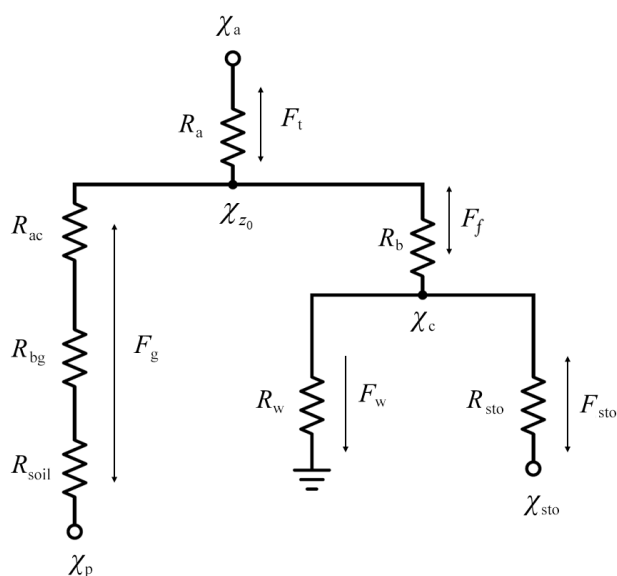 χa
Ra
Ft
χz0
Rac
Rb
Ff
Rbg
Fg
χc
Rw
Fw
Rsto
Fsto
Rsoil
χsto
χp